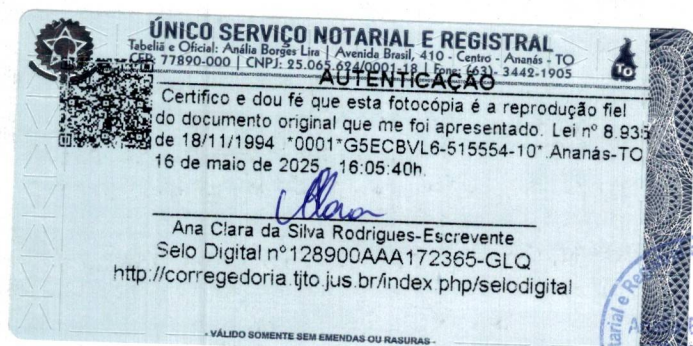 ÚNICO SERVIÇO NOTARIAL E REGISTRAL
Tabeliã e Oficial: Anália Borges Lira | Avenida Brasil, 410 - Centro - Ananás - TO
CEP: 77890-000 | CNPJ: 25.065.624/0001-18 | Fone: (63)- 3442-1905
TO
AUTENTICAÇÃO
Certifico e dou fé que esta fotocópia é a reprodução fiel
do documento original que me foi apresentado. Lei nº 8.935
de 18/11/1994 .*0001*G5ECBVL6-515554-10*.Ananás-TO
16 de maio de 2025 16:05:40h.
Ana Clara da Silva Rodrigues-Escrevente
Selo Digital nº128900AAA172365-GLQ
http://corregedoria.tjto.jus.br/index.php/selodigital
- VÁLIDO SOMENTE SEM EMENDAS OU RASURAS -